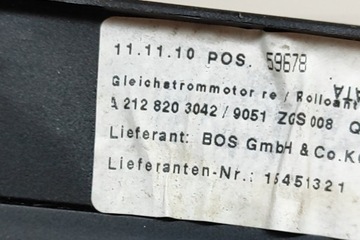 11.11.10 POS. 59678
Gleichstrommotor re / Rolloant
A 212 820 3042 / 9051 ZGS 008 Q
Lieferant: BOS GmbH & Co.K
Lieferanten-Nr.: 15451321